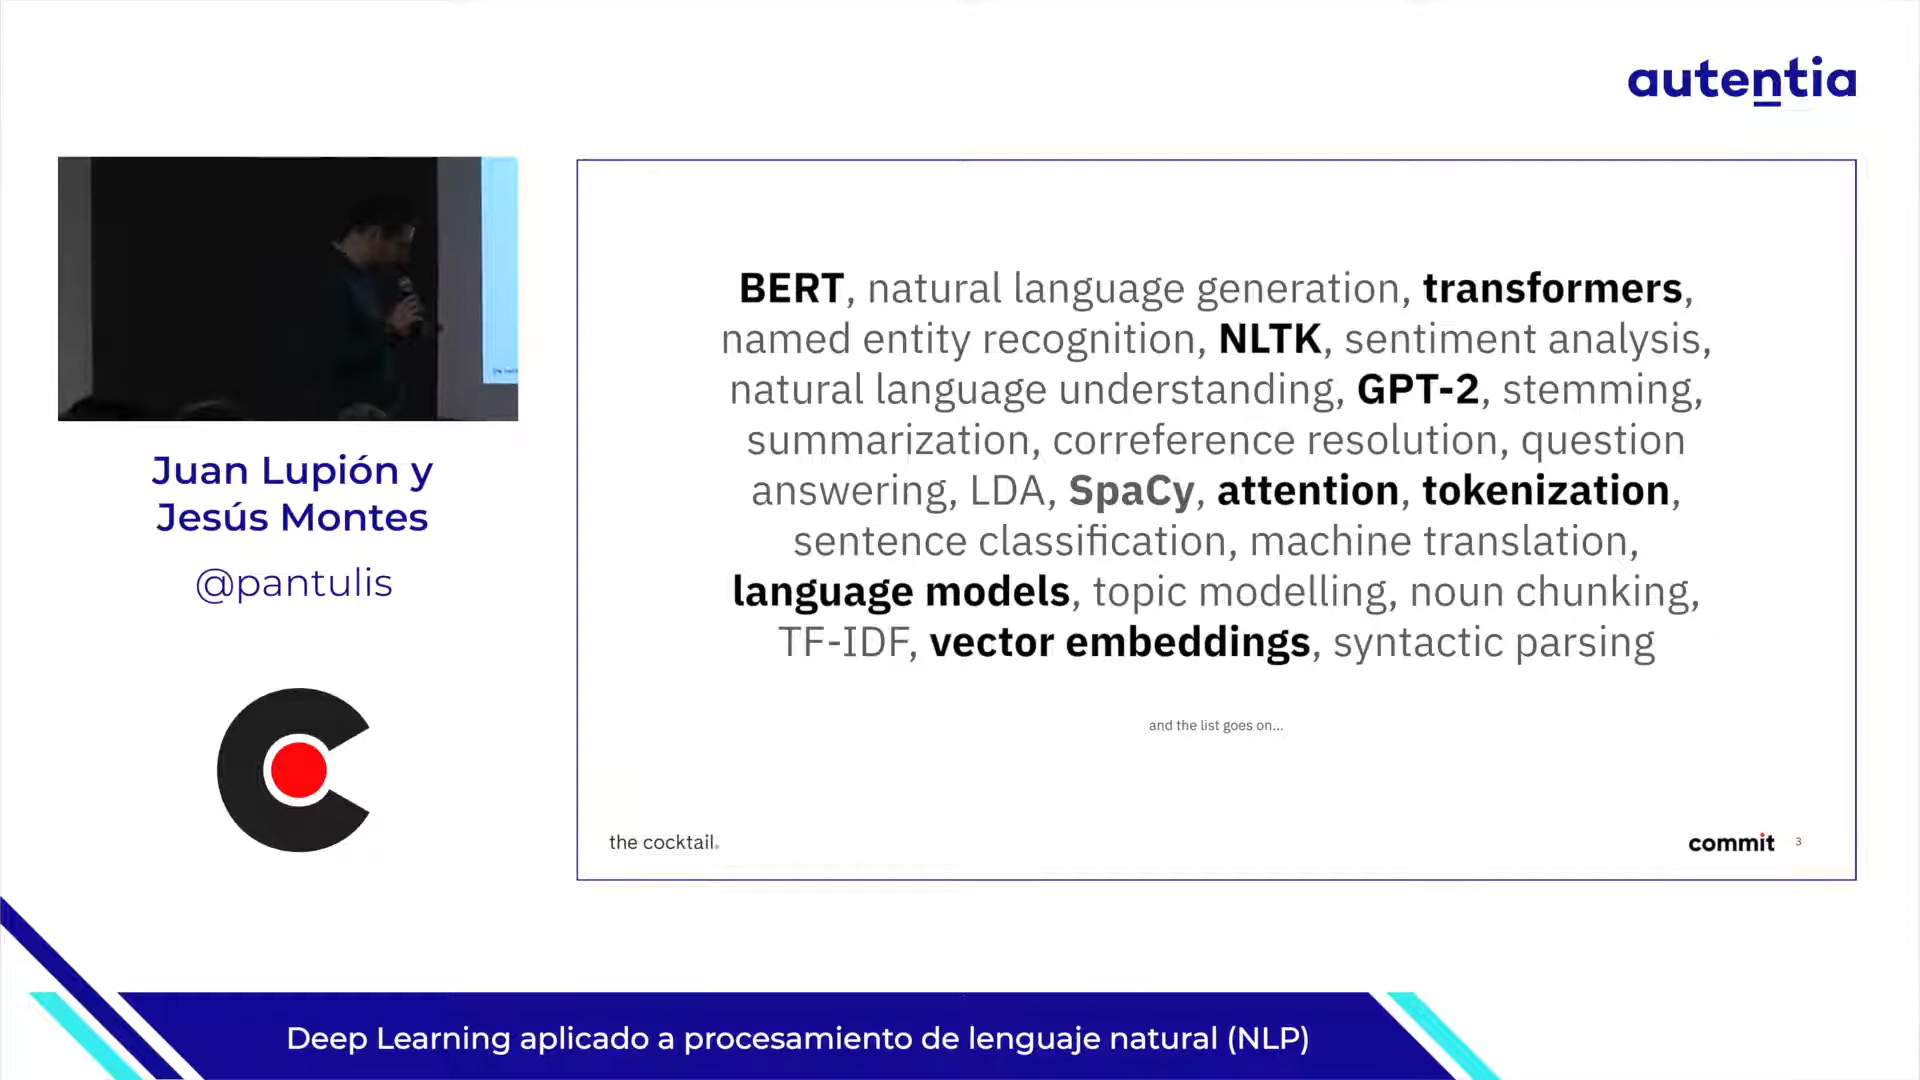 autentia
Juan Lupión y
Jesús Montes
@pantulis
BERT, natural language generation, transformers,
named entity recognition, NLTK, sentiment analysis,
natural language understanding, GPT-2, stemming,
summarization, correference resolution, question
answering, LDA, SpaCy, attention, tokenization,
sentence classification, machine translation,
language models, topic modelling, noun chunking,
TF-IDF, vector embeddings, syntactic parsing
and the list goes on...
the cocktail.
commit 3
Deep Learning aplicado a procesamiento de lenguaje natural (NLP)